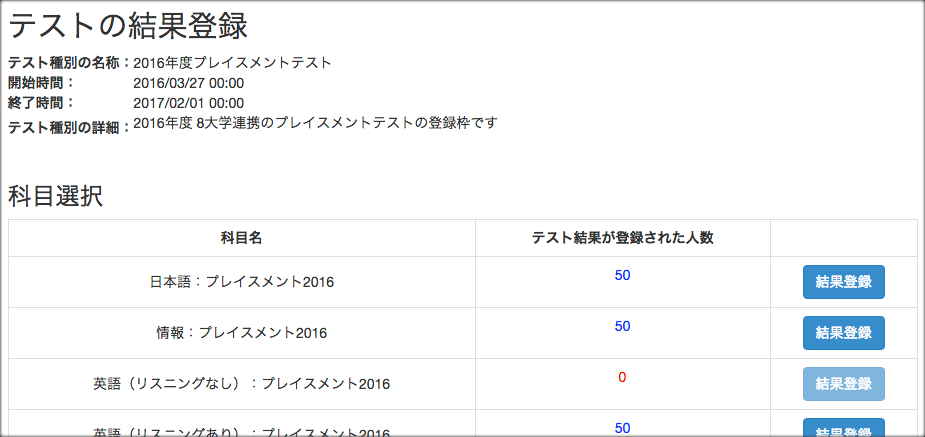 テストの結果登録
テスト種別の名称：2016年度プレイスメントテスト
開始時間： 2016/03/27 00:00
終了時間： 2017/02/01 00:00
テスト種別の詳細：2016年度 8大学連携のプレイスメントテストの登録枠です
科目選択
科目名 テスト結果が登録された人数
日本語：プレイスメント2016 50 結果登録
情報：プレイスメント2016 50 結果登録
英語（リスニングなし）：プレイスメント2016 0 結果登録
英語（リスニングあり）：プレイスメント2016 50 結果登録